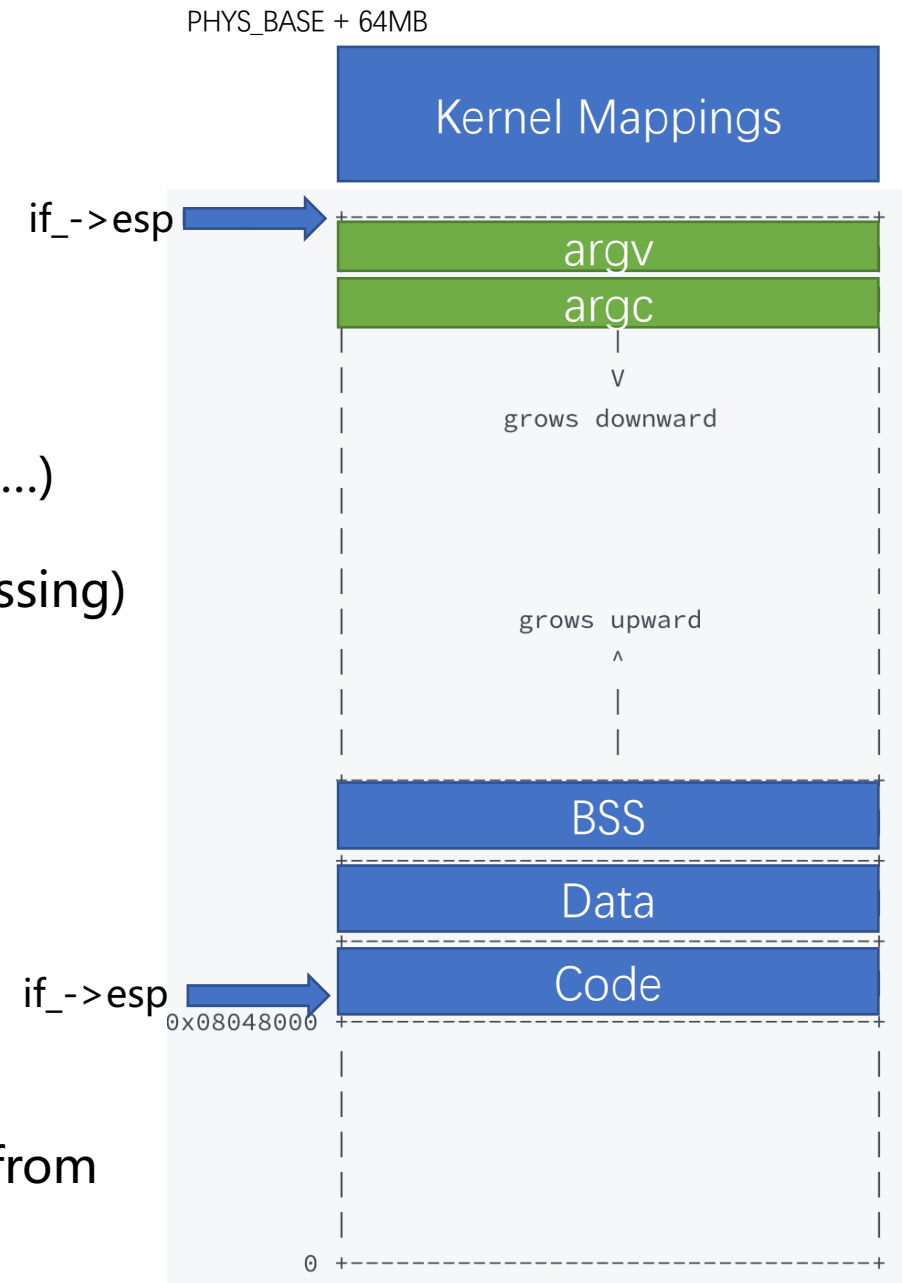 PHYS_BASE + 64MB
Kernel Mappings
if_->esp
argv
argc
V
grows downward
...)
ssing)
grows upward
^
BSS
Data
Code
if_->esp
0x08048000
from
0